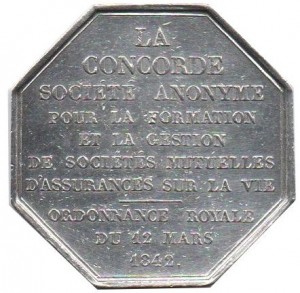 LA
CONCORDE
SOCIÉTÉ ANONYME
POUR LA FORMATION
ET LA GESTION
DE SOCIÉTÉS MUTUELLES
D'ASSURANCES SUR LA VIE
ORDONNANCE ROYALE
DU 12 MARS
1842.